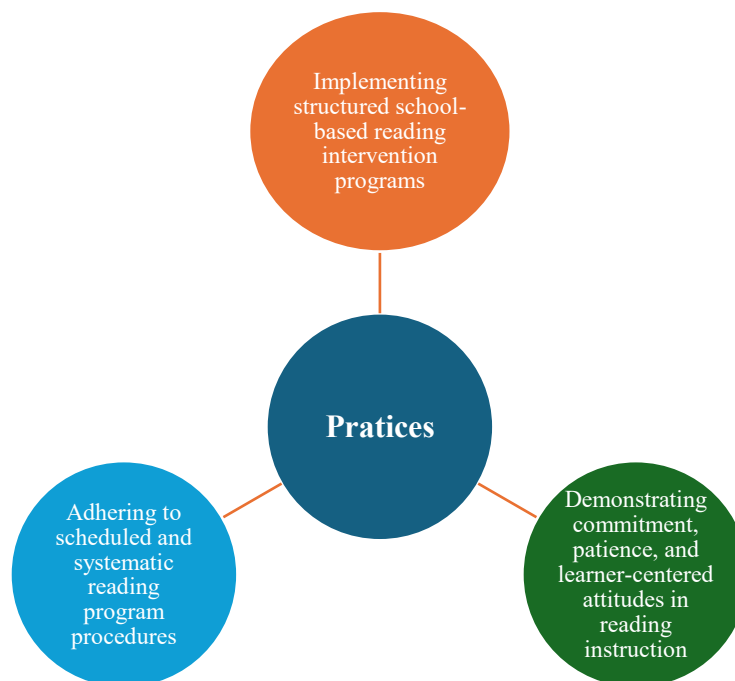 Implementing
structured school-
based reading
intervention
programs
Pratices
Adhering to
scheduled and
systematic
reading
program
procedures
Demonstrating
commitment,
patience, and
learner-centered
attitudes in
reading
instruction